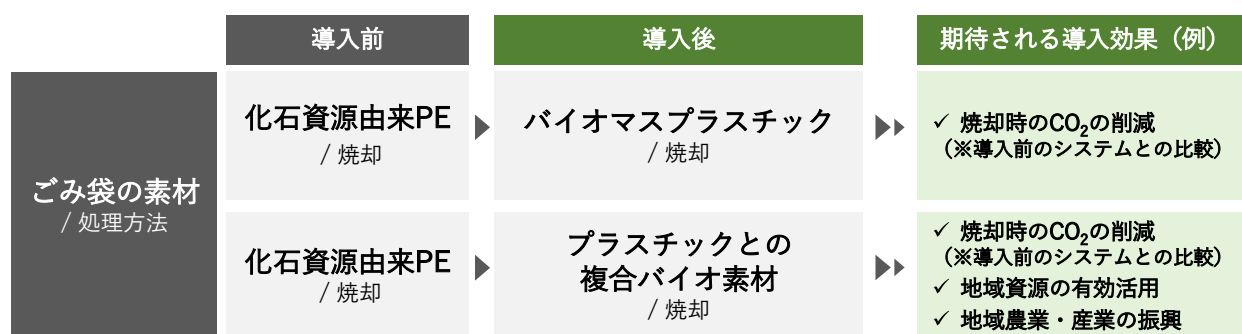 導入前
導入後
期待される導入効果（例）
ごみ袋の素材
/ 処理方法
化石資源由来PE
/ 焼却
バイオマスプラスチック
/ 焼却
✓ 焼却時のCO₂の削減
（※導入前のシステムとの比較）
化石資源由来PE
/ 焼却
プラスチックとの
複合バイオ素材
/ 焼却
✓ 焼却時のCO₂の削減
（※導入前のシステムとの比較）
✓ 地域資源の有効活用
✓ 地域農業・産業の振興